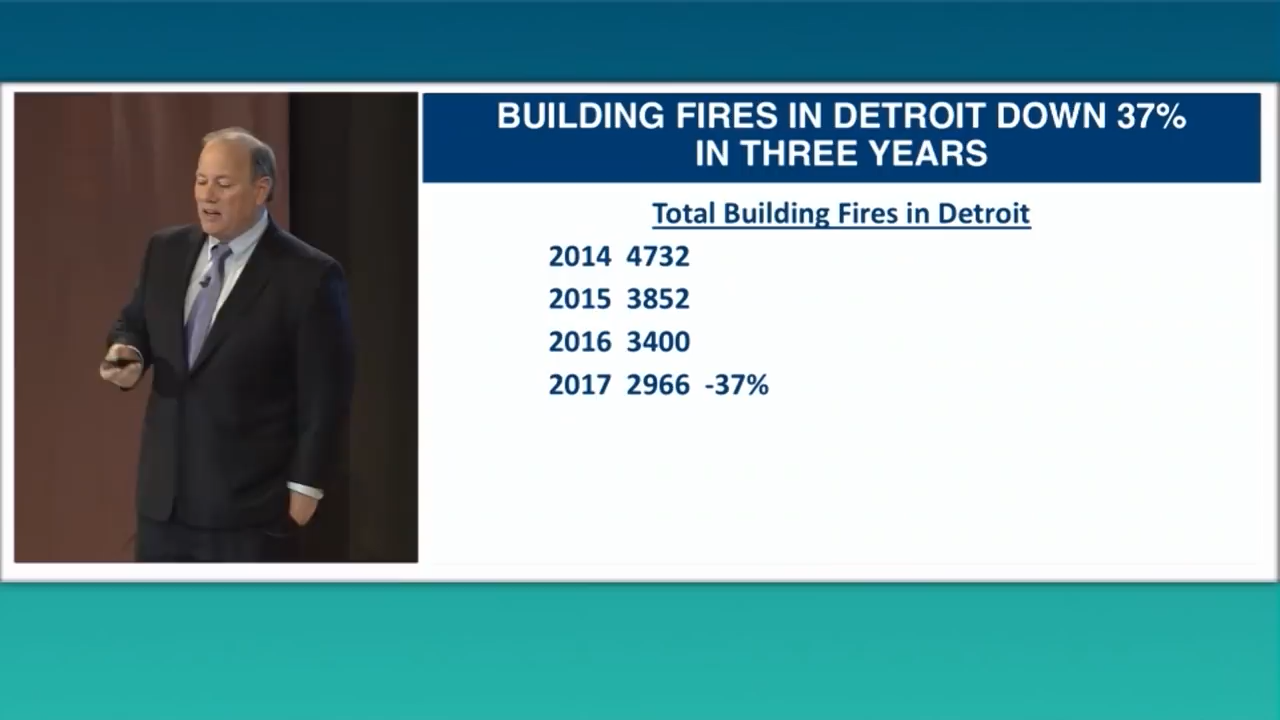 BUILDING FIRES IN DETROIT DOWN 37%
IN THREE YEARS
Total Building Fires in Detroit
2014 4732
2015 3852
2016 3400
2017 2966 -37%